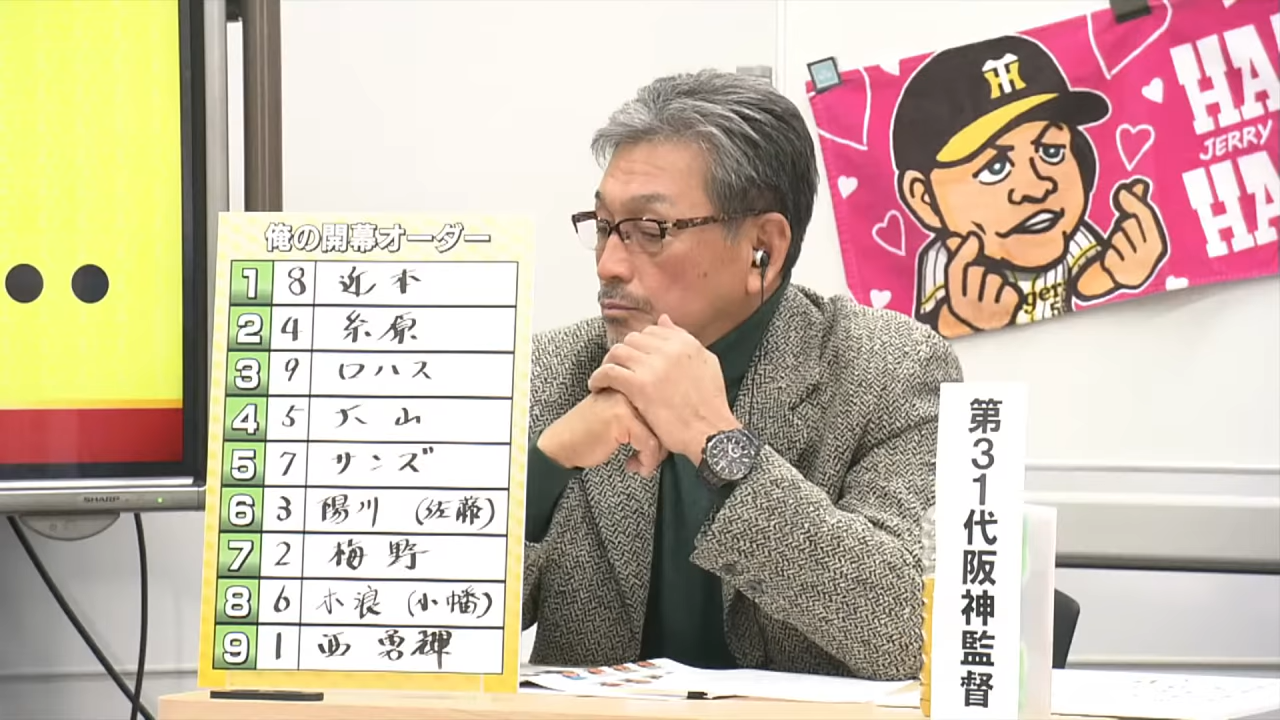 俺の開幕オーダー
1 8 近本
2 4 糸原
3 9 ロハス
4 5 大山
5 7 サンズ
6 3 陽川 (佐藤)
7 2 梅野
8 6 木浪 (小幡)
9 1 西勇輝
第31代阪神監督
HA
JERRY
HA
TH
gers
SHARP